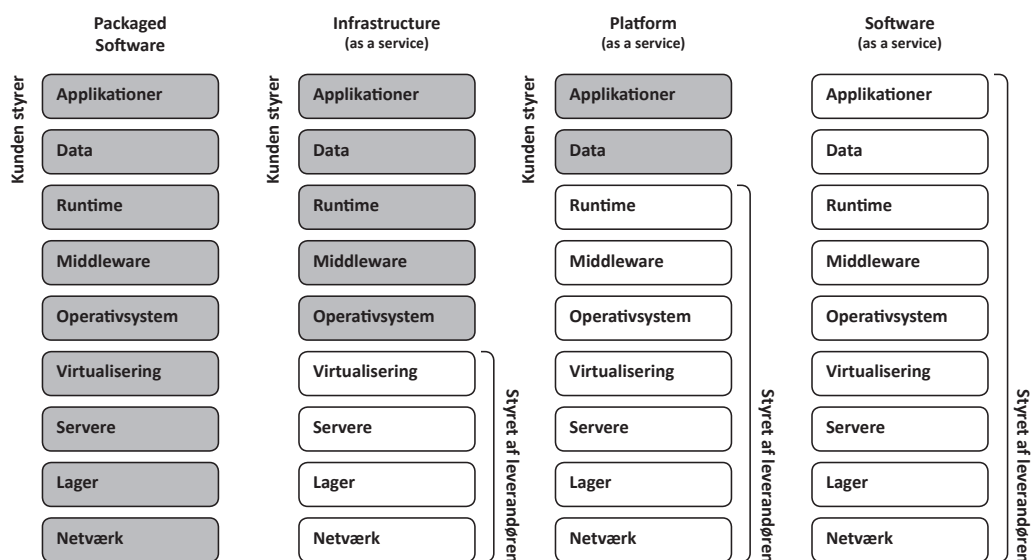 Packaged
Software
Kunden styrer
Applikationer
Data
Runtime
Middleware
Operativsystem
Virtualisering
Servere
Lager
Netværk
Infrastructure
(as a service)
Kunden styrer
Applikationer
Data
Runtime
Middleware
Operativsystem
Virtualisering
Servere
Lager
Netværk
Styret af leverandøren
Platform
(as a service)
Kunden styrer
Applikationer
Data
Runtime
Middleware
Operativsystem
Virtualisering
Servere
Lager
Netværk
Styret af leverandøren
Software
(as a service)
Applikationer
Data
Runtime
Middleware
Operativsystem
Virtualisering
Servere
Lager
Netværk
Styret af leverandøren